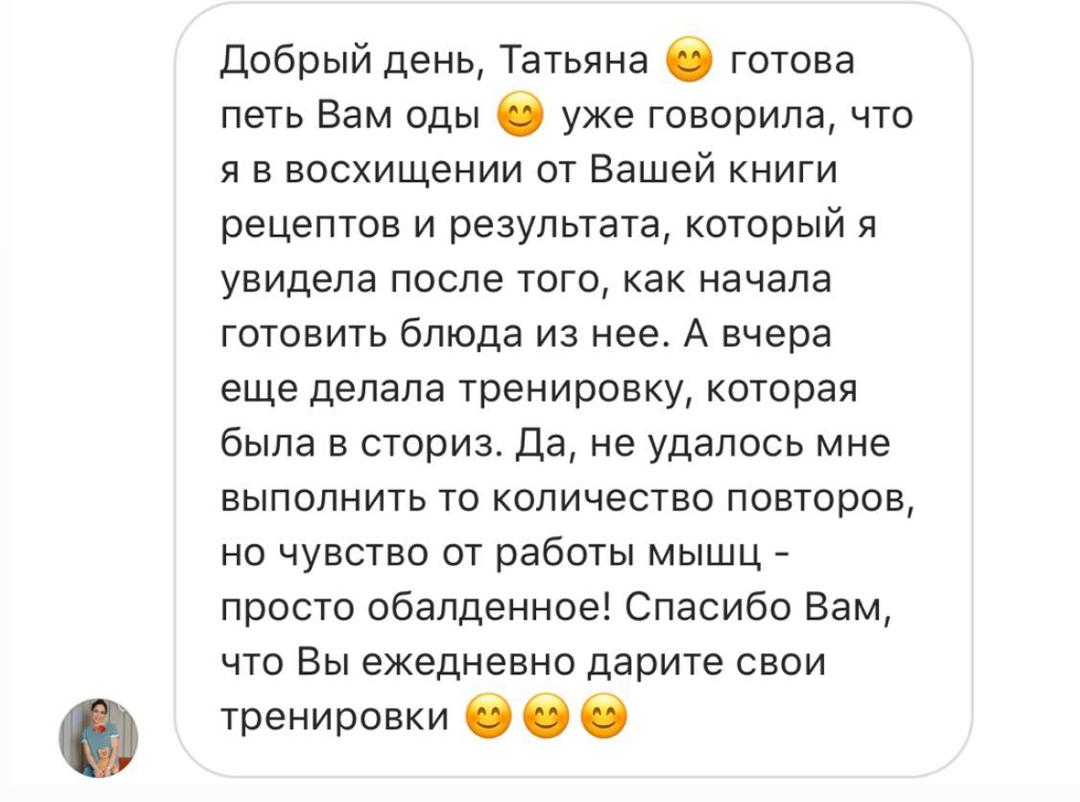 Добрый день, Татьяна 😊 готова
петь Вам оды 😊 уже говорила, что
я в восхищении от Вашей книги
рецептов и результата, который я
увидела после того, как начала
готовить блюда из нее. А вчера
еще делала тренировку, которая
была в сториз. Да, не удалось мне
выполнить то количество повторов,
но чувство от работы мышц -
просто обалденное! Спасибо Вам,
что Вы ежедневно дарите свои
тренировки 😊😊😊